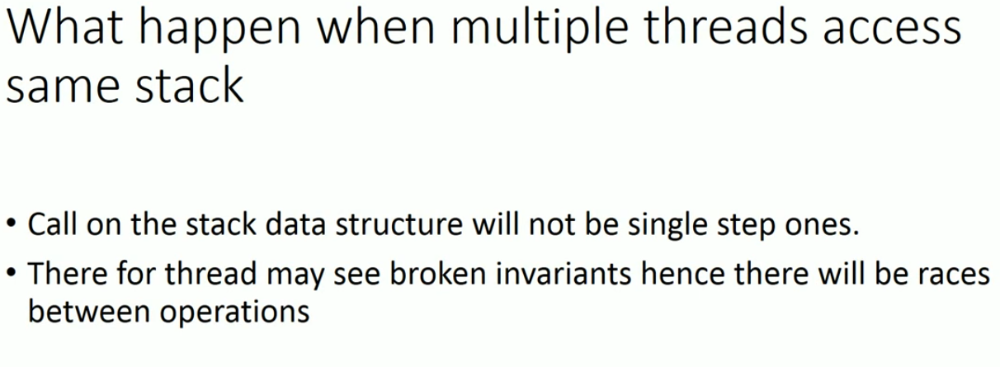 What happen when multiple threads access
same stack
• Call on the stack data structure will not be single step ones.
• There for thread may see broken invariants hence there will be races
between operations